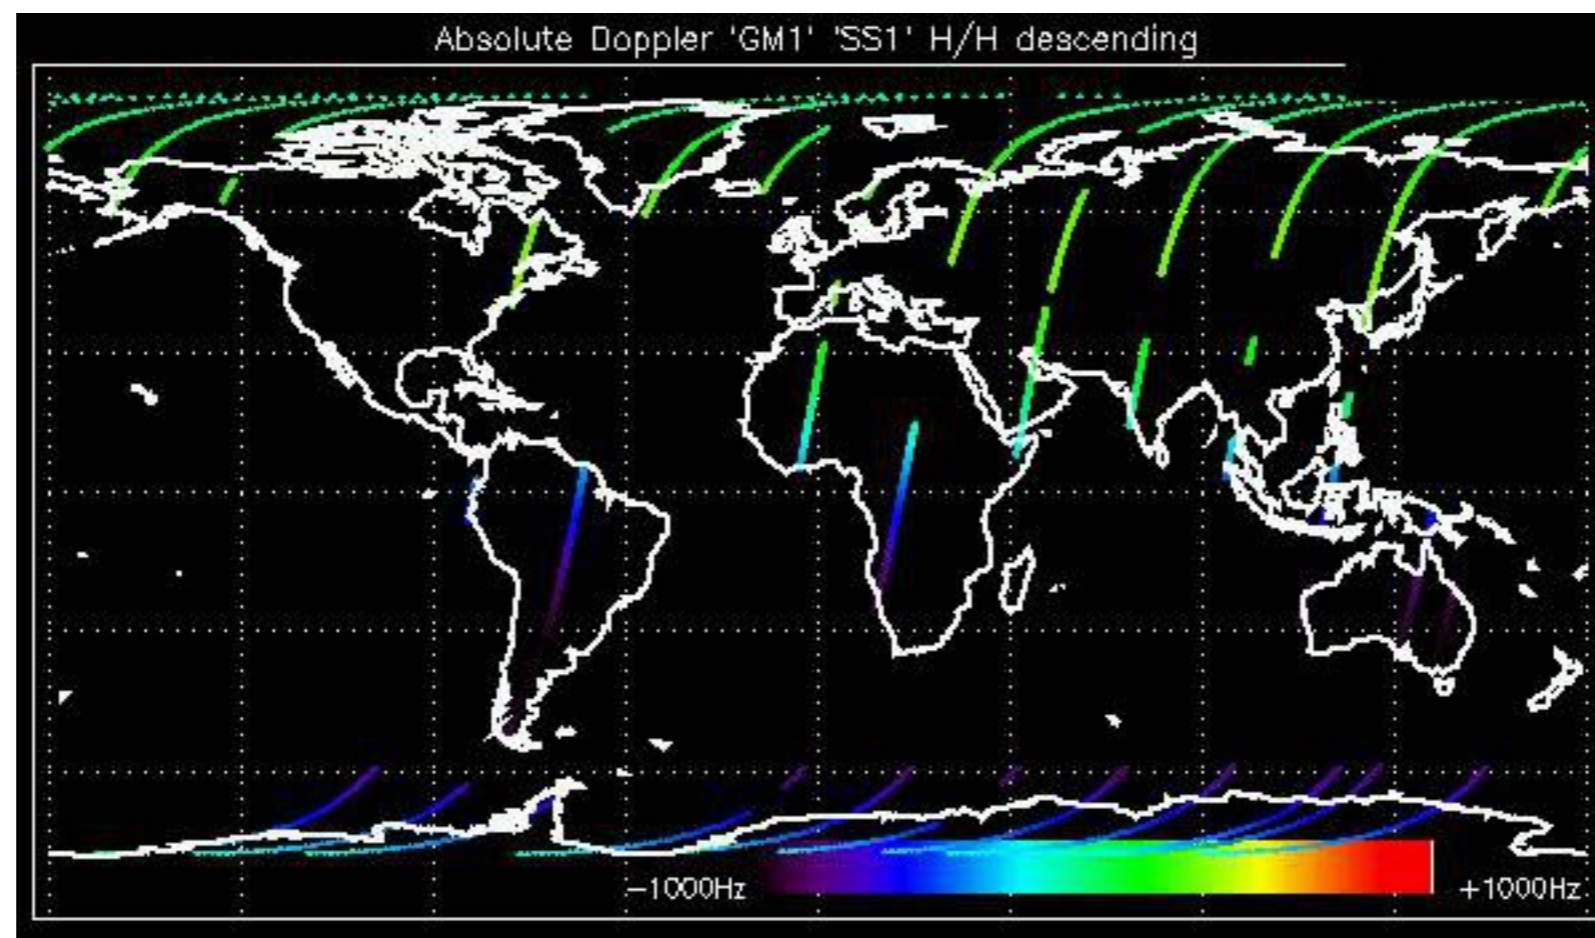 Absolute Doppler 'GM1' 'SS1' H/H descending
-1000Hz +1000Hz